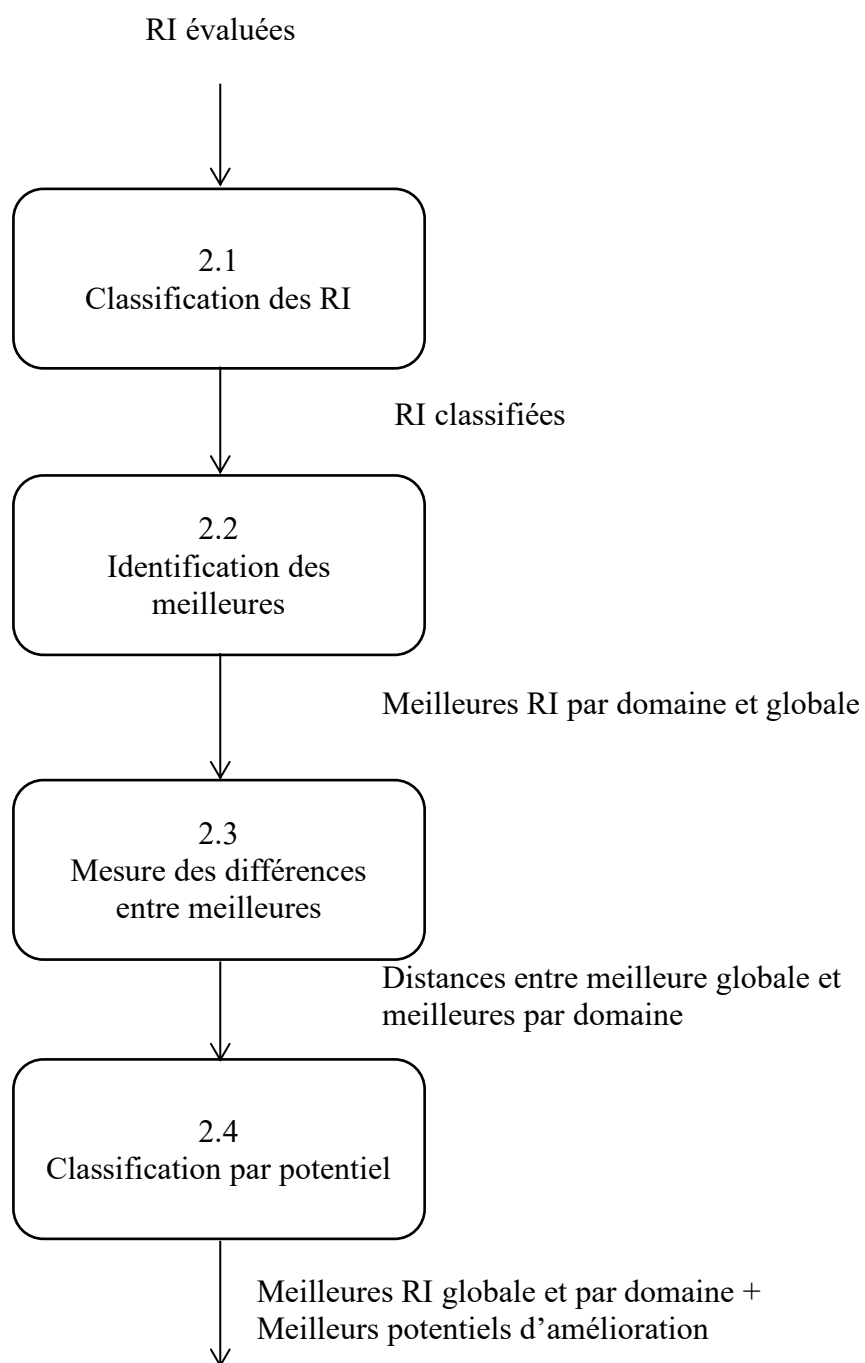 RI évaluées
2.1
Classification des RI
RI classifiées
2.2
Identification des
meilleures
Meilleures RI par domaine et globale
2.3
Mesure des différences
entre meilleures
Distances entre meilleure globale et
meilleures par domaine
2.4
Classification par potentiel
Meilleures RI globale et par domaine +
Meilleurs potentiels d’amélioration